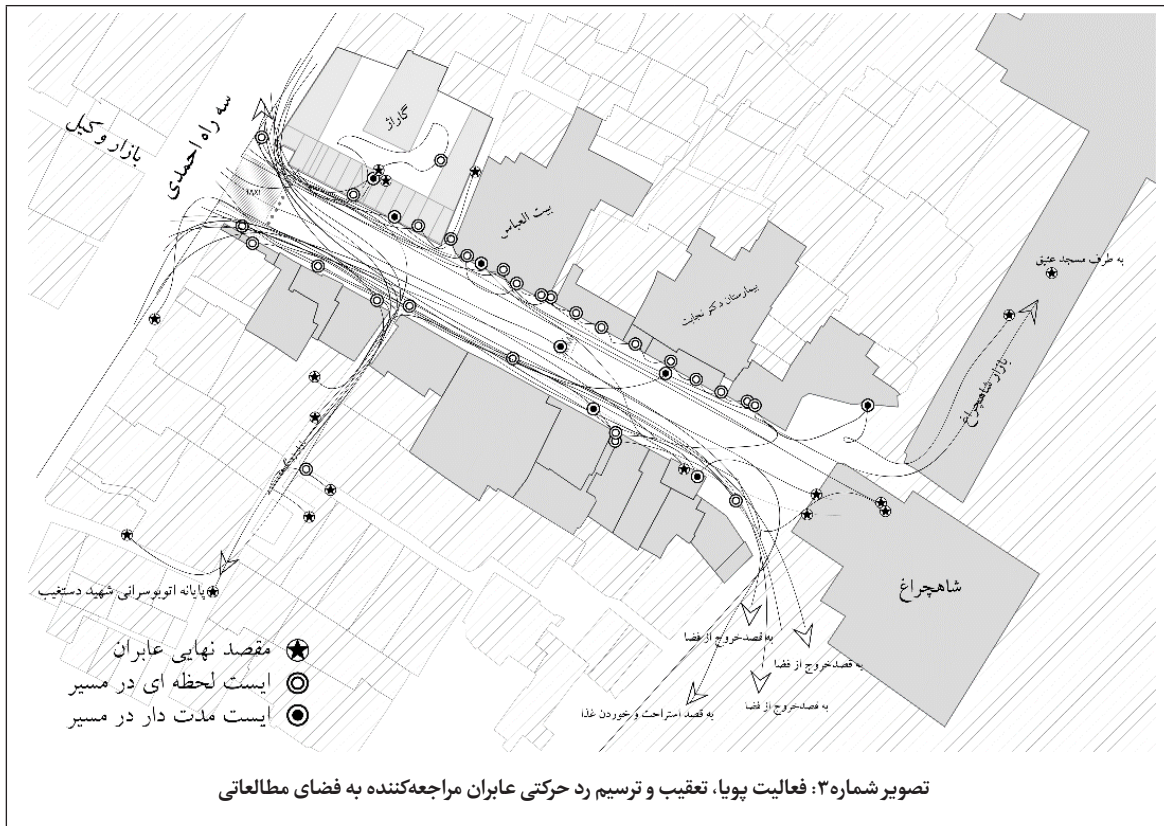 سه راه احمدی
بازار وکیل
گاراژ
TAXI
بیت العباس
بیمارستان دکتر نجابت
به طرف مسجد عتیق
بازار شاهچراغ
شاهچراغ
پایانه اتوبوسرانی شهید دستغیب
به قصد خروج از فضا
به قصد خروج از فضا
به قصد خروج از فضا
به قصد استراحت و خوردن غذا
مقصد نهایی عابران
ایست لحظه ای در مسیر
ایست مدت دار در مسیر
تصویر شماره۳: فعالیت پویا، تعقیب و ترسیم رد حرکتی عابران مراجعه‌کننده به فضای مطالعاتی